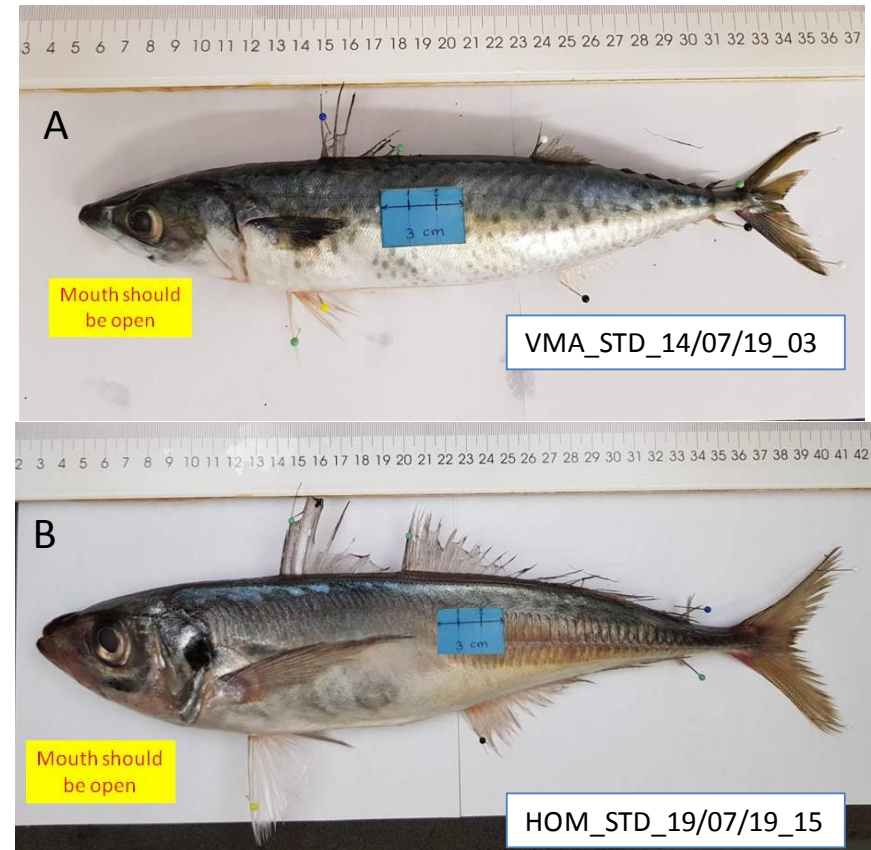 3 4 5 6 7 8 9 10 11 12 13 14 15 16 17 18 19 20 21 22 23 24 25 26 27 28 29 30 31 32 33 34 35 36 37
A
3 cm
Mouth should
be open
VMA_STD_14/07/19_03
2 3 4 5 6 7 8 9 10 11 12 13 14 15 16 17 18 19 20 21 22 23 24 25 26 27 28 29 30 31 32 33 34 35 36 37 38 39 40 41 42
B
3 cm
Mouth should
be open
HOM_STD_19/07/19_15